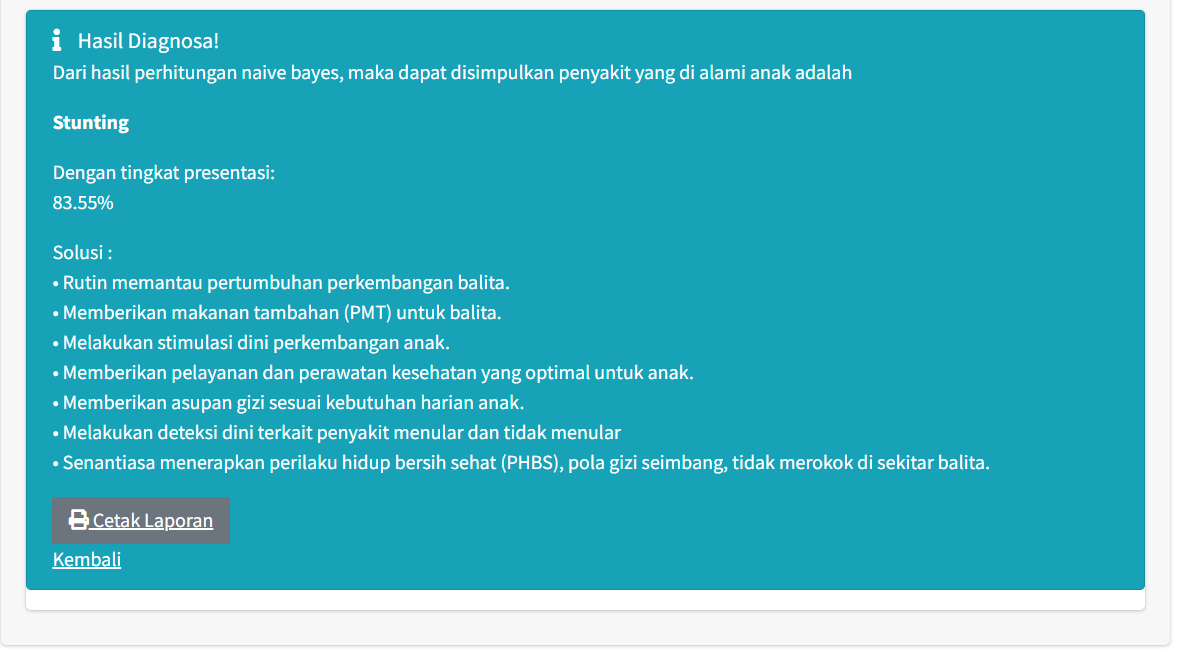 Hasil Diagnosa!
Dari hasil perhitungan naive bayes, maka dapat disimpulkan penyakit yang di alami anak adalah
Stunting
Dengan tingkat presentasi:
83.55%
Solusi :
• Rutin memantau pertumbuhan perkembangan balita.
• Memberikan makanan tambahan (PMT) untuk balita.
• Melakukan stimulasi dini perkembangan anak.
• Memberikan pelayanan dan perawatan kesehatan yang optimal untuk anak.
• Memberikan asupan gizi sesuai kebutuhan harian anak.
• Melakukan deteksi dini terkait penyakit menular dan tidak menular
• Senantiasa menerapkan perilaku hidup bersih sehat (PHBS), pola gizi seimbang, tidak merokok di sekitar balita.
Cetak Laporan
Kembali